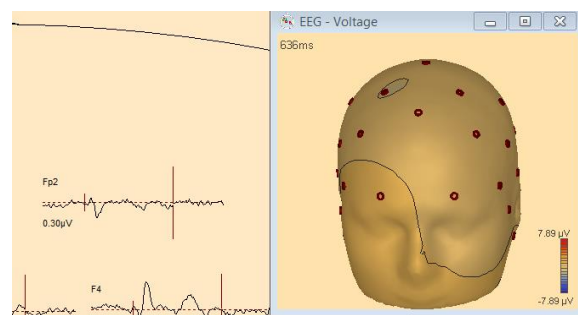 EEG - Voltage
636ms
Fp2
0.30µV
F4
7.89 µV
-7.89 µV